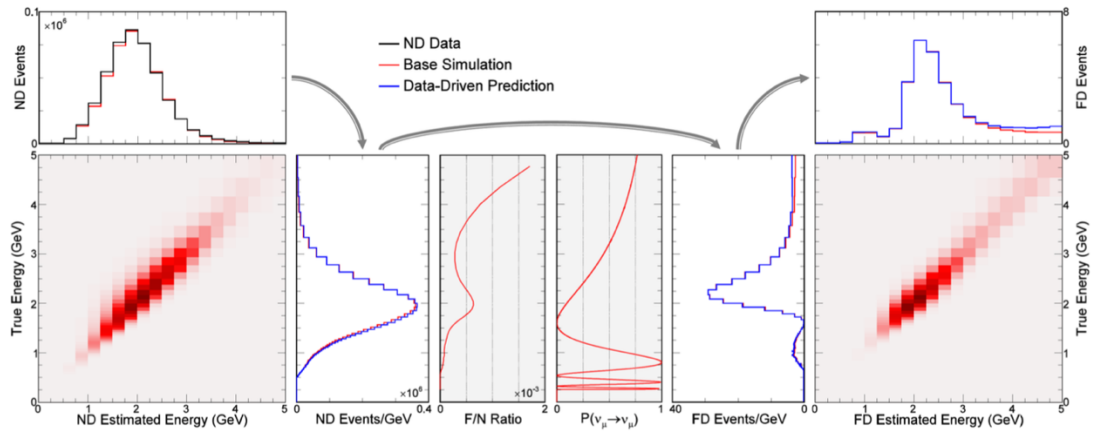 0.1
×10⁶
ND Events
0
ND Data
Base Simulation
Data-Driven Prediction
8
FD Events
0
5
4
3
2
1
0
True Energy (GeV)
0 1 2 3 4 5
ND Estimated Energy (GeV)
×10⁶
0 0.4
ND Events/GeV
×10⁻³
0 2
F/N Ratio
0 1
P(νμ→νμ)
40 0
FD Events/GeV
0 1 2 3 4 5
FD Estimated Energy (GeV)
5
4
3
2
1
0
True Energy (GeV)